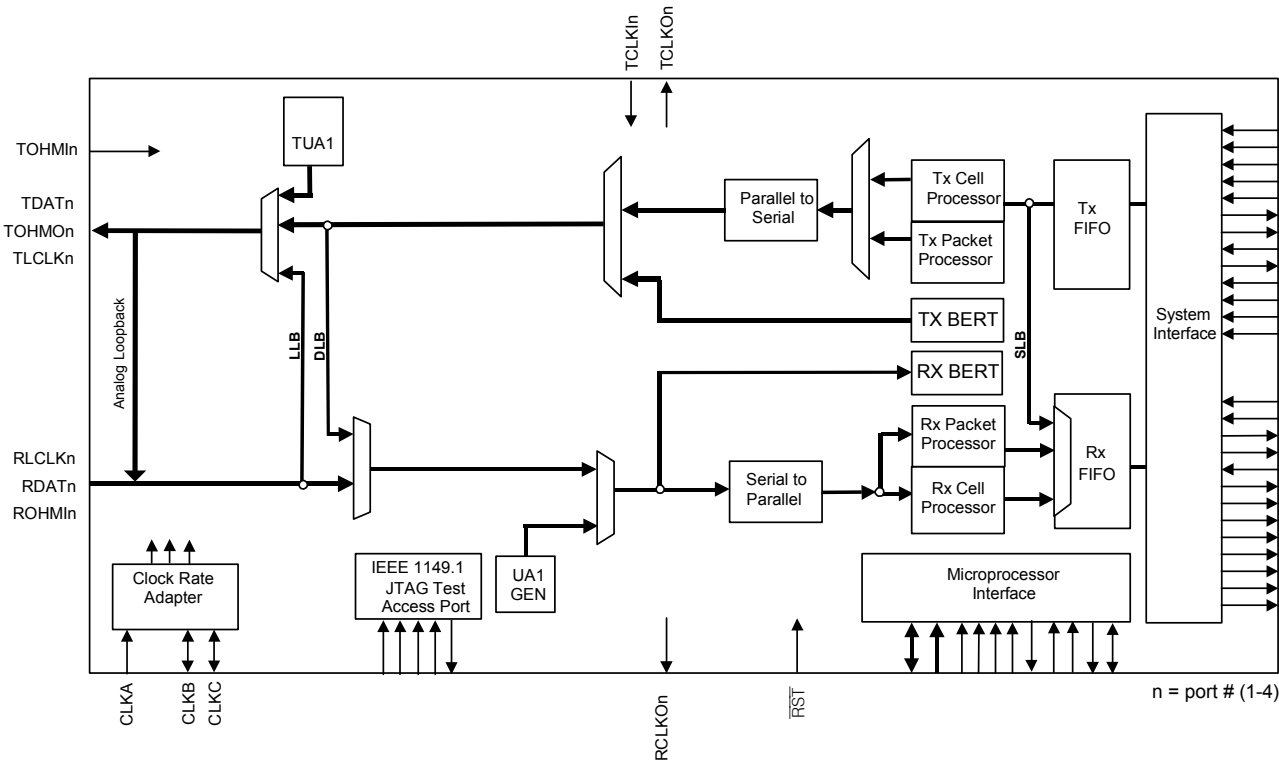 TCLKIn
TCLKOn
TOHMIn
TUA1
TDATn
TOHMOn
TLCLKn
Parallel to
Serial
Tx Cell
Processor
Tx Packet
Processor
Tx
FIFO
System
Interface
TX BERT
RX BERT
Analog Loopback
LLB
DLB
SLB
RLCLKn
RDATn
ROHMIn
Serial to
Parallel
Rx Packet
Processor
Rx Cell
Processor
Rx
FIFO
Clock Rate
Adapter
IEEE 1149.1
JTAG Test
Access Port
UA1
GEN
Microprocessor
Interface
CLKA
CLKB
CLKC
RCLKOn
RST
n = port # (1-4)